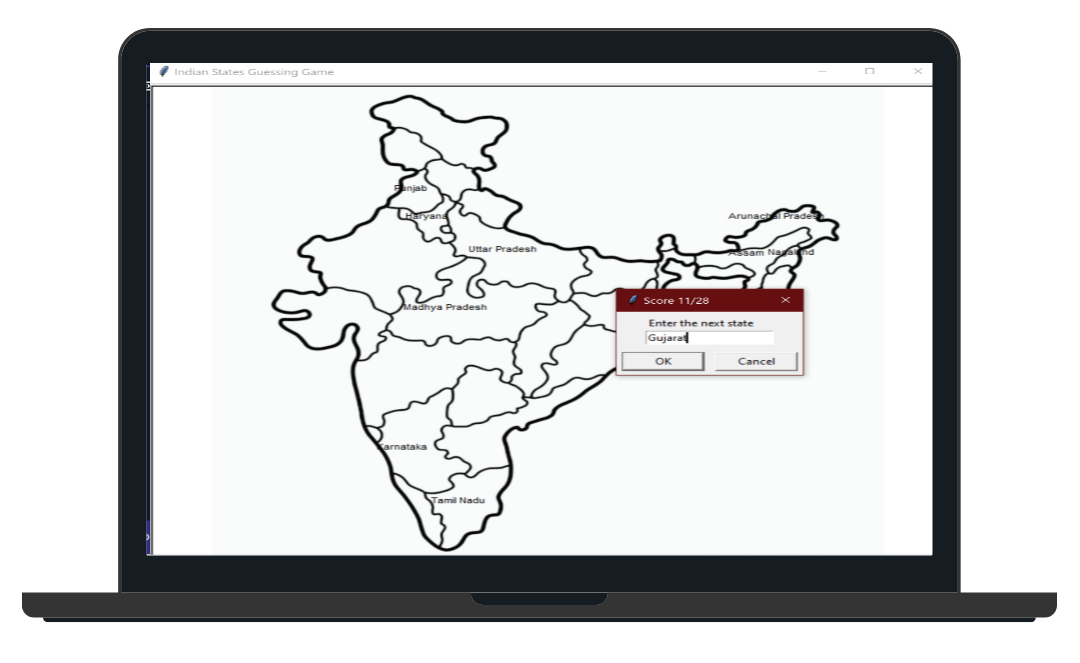 Indian States Guessing Game
Punjab
Haryana
Arunachal Pradesh
Uttar Pradesh
Assam Nagaland
Madhya Pradesh
Score 11/28
Enter the next state
Gujarat
OK Cancel
Karnataka
Tamil Nadu